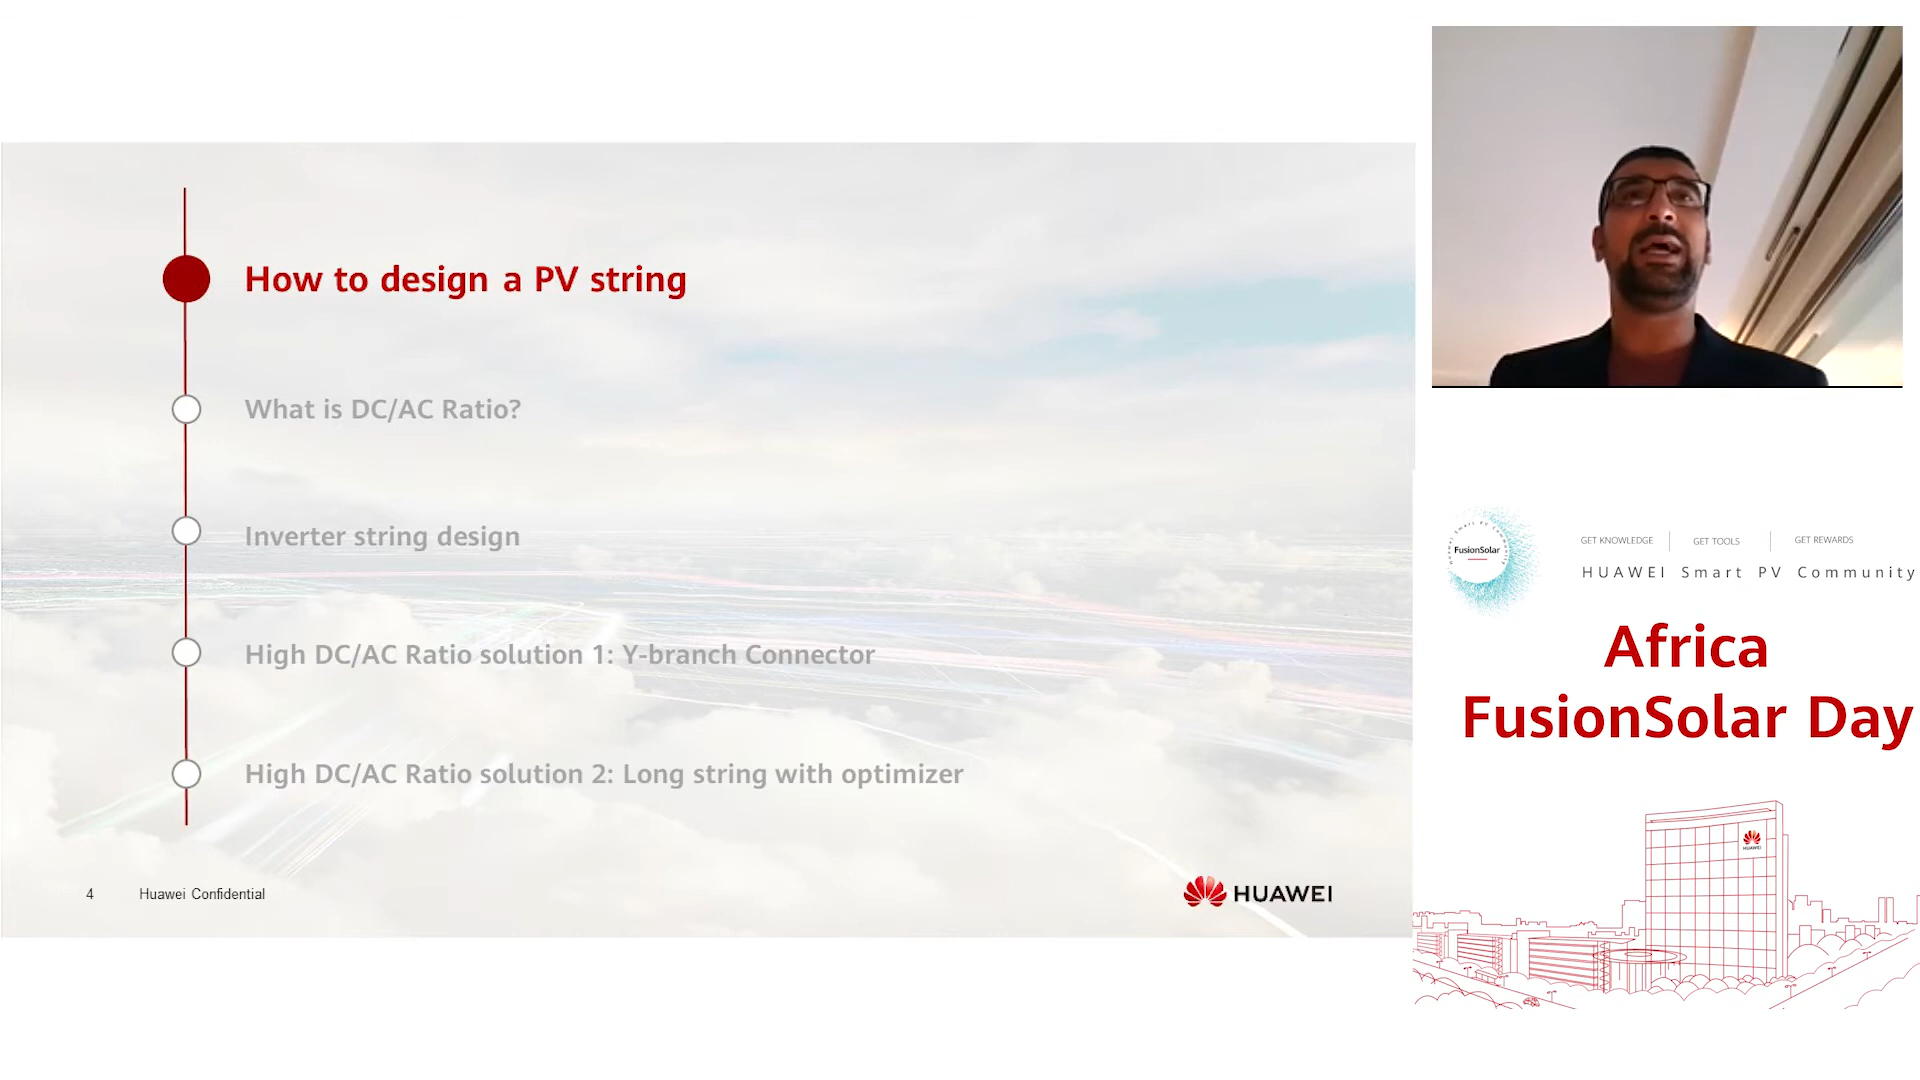 How to design a PV string
What is DC/AC Ratio?
Inverter string design
High DC/AC Ratio solution 1: Y-branch Connector
High DC/AC Ratio solution 2: Long string with optimizer
4 Huawei Confidential
HUAWEI
FusionSolar
GET KNOWLEDGE GET TOOLS GET REWARDS
HUAWEI Smart PV Community
Africa
FusionSolar Day
HUAWEI